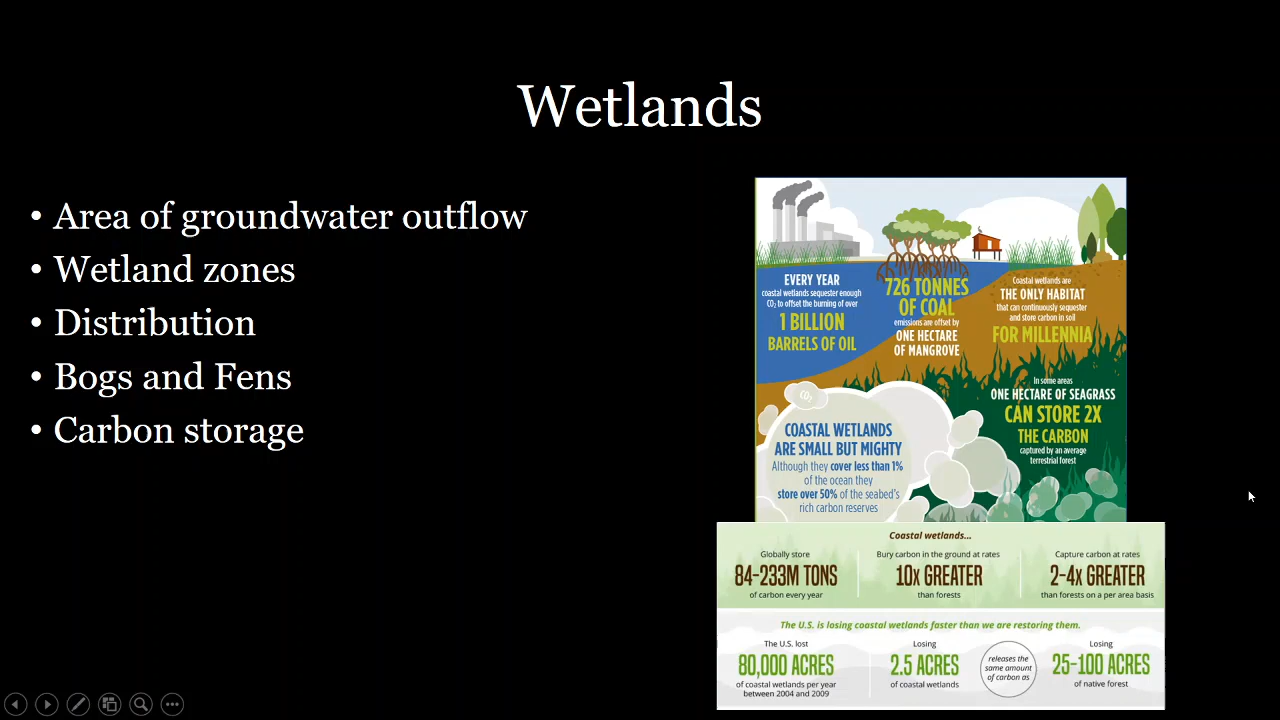 Wetlands
• Area of groundwater outflow
• Wetland zones
• Distribution
• Bogs and Fens
• Carbon storage
EVERY YEAR
coastal wetlands sequester enough
CO₂ to offset the burning of over
1 BILLION
BARRELS OF OIL
726 TONNES
OF COAL
emissions are offset by
ONE HECTARE
OF MANGROVE
Coastal wetlands are
THE ONLY HABITAT
that can continuously sequester
and store carbon in soil
FOR MILLENNIA
In some areas
ONE HECTARE OF SEAGRASS
CAN STORE 2X
THE CARBON
captured by an average
terrestrial forest
CO₂
COASTAL WETLANDS
ARE SMALL BUT MIGHTY
Although they cover less than 1%
of the ocean they
store over 50% of the seabed's
rich carbon reserves
Coastal wetlands...
Globally store
84-233M TONS
of carbon every year
Bury carbon in the ground at rates
10x GREATER
than forests
Capture carbon at rates
2-4x GREATER
than forests on a per area basis
The U.S. is losing coastal wetlands faster than we are restoring them.
The U.S. lost
80,000 ACRES
of coastal wetlands per year
between 2004 and 2009
Losing
2.5 ACRES
of coastal wetlands
releases the
same amount
of carbon as
Losing
25-100 ACRES
of native forest